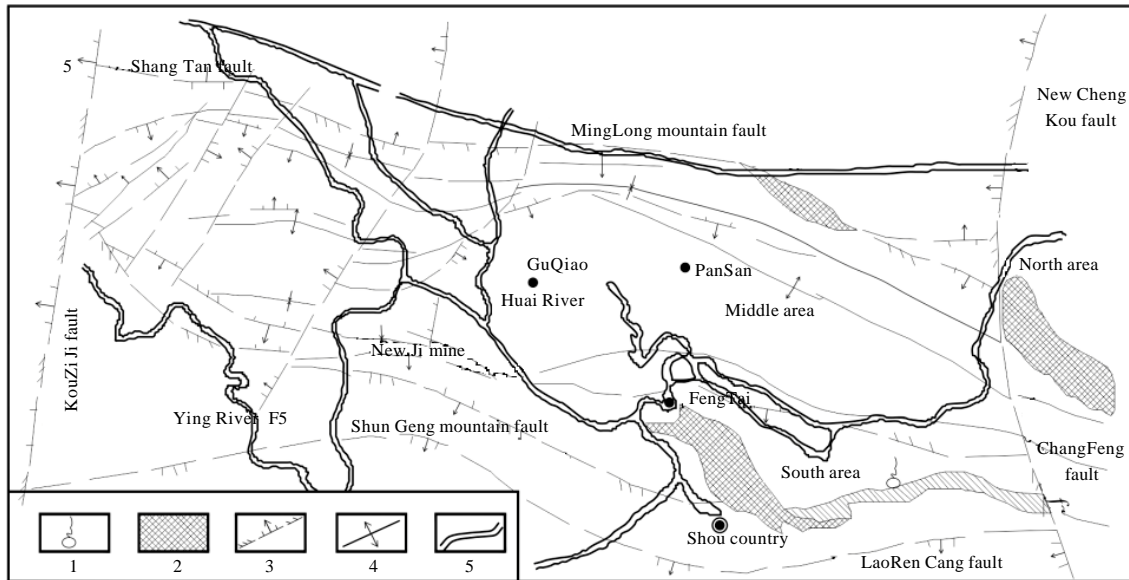 5
Shang Tan fault
New Cheng
Kou fault
MingLong mountain fault
North area
GuQiao
PanSan
Huai River
Middle area
KouZi Ji fault
New Ji mine
FengTai
Ying River F5
Shun Geng mountain fault
ChangFeng
fault
South area
Shou country
LaoRen Cang fault
1
2
3
4
5